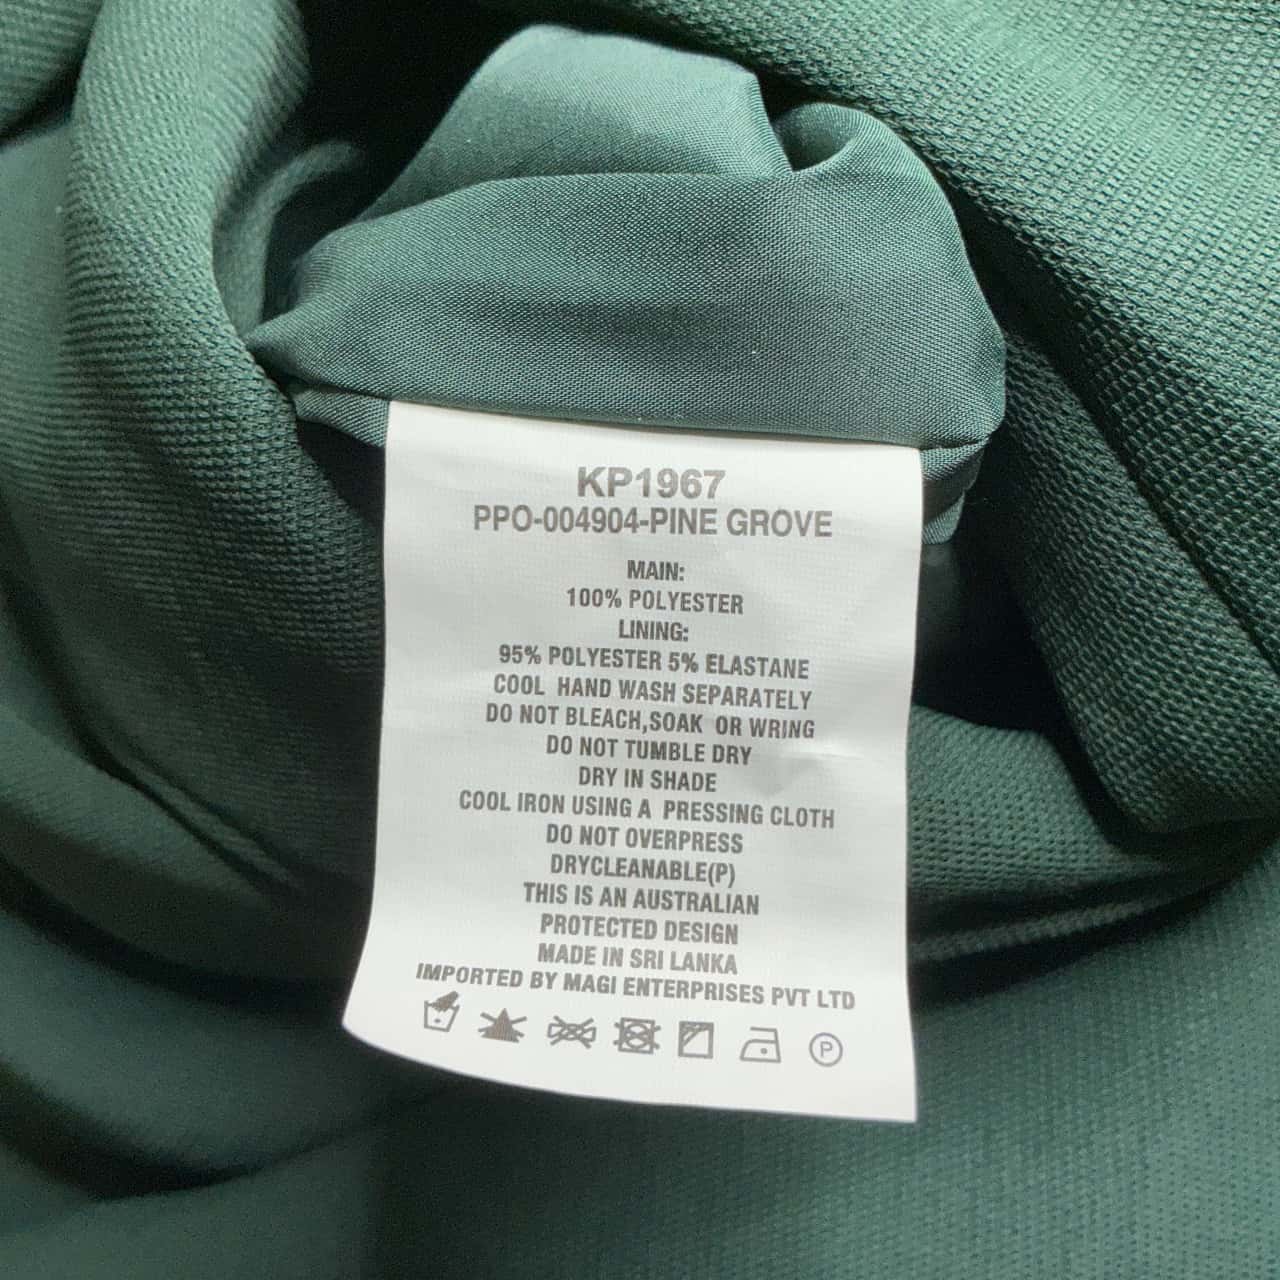 KP1967
PPO-004904-PINE GROVE
MAIN:
100% POLYESTER
LINING:
95% POLYESTER 5% ELASTANE
COOL HAND WASH SEPARATELY
DO NOT BLEACH,SOAK OR WRING
DO NOT TUMBLE DRY
DRY IN SHADE
COOL IRON USING A PRESSING CLOTH
DO NOT OVERPRESS
DRYCLEANABLE(P)
THIS IS AN AUSTRALIAN
PROTECTED DESIGN
MADE IN SRI LANKA
IMPORTED BY MAGI ENTERPRISES PVT LTD
P